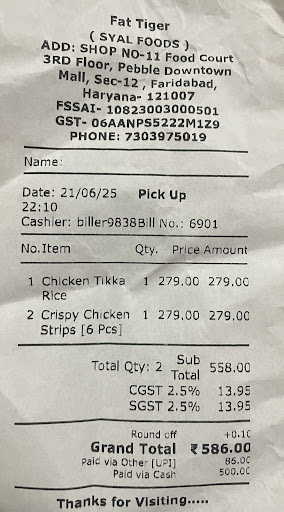 Fat Tiger
( SYAL FOODS )
ADD: SHOP NO-11 Food Court
3RD Floor, Pebble Downtown
Mall, Sec-12 , Faridabad,
Haryana- 121007
FSSAI- 10823003000501
GST- 06AANPS5222M1Z9
PHONE: 7303975019
Name:
Date: 21/06/25 Pick Up
22:10
Cashier: biller9838 Bill No.: 6901
No.Item Qty. Price Amount
1 Chicken Tikka 1 279.00 279.00
Rice
2 Crispy Chicken 1 279.00 279.00
Strips [6 Pcs]
Total Qty: 2 Sub Total 558.00
CGST 2.5% 13.95
SGST 2.5% 13.95
Round off +0.10
Grand Total ₹586.00
Paid via Other [UPI] 86.00
Paid via Cash 500.00
Thanks for Visiting.....